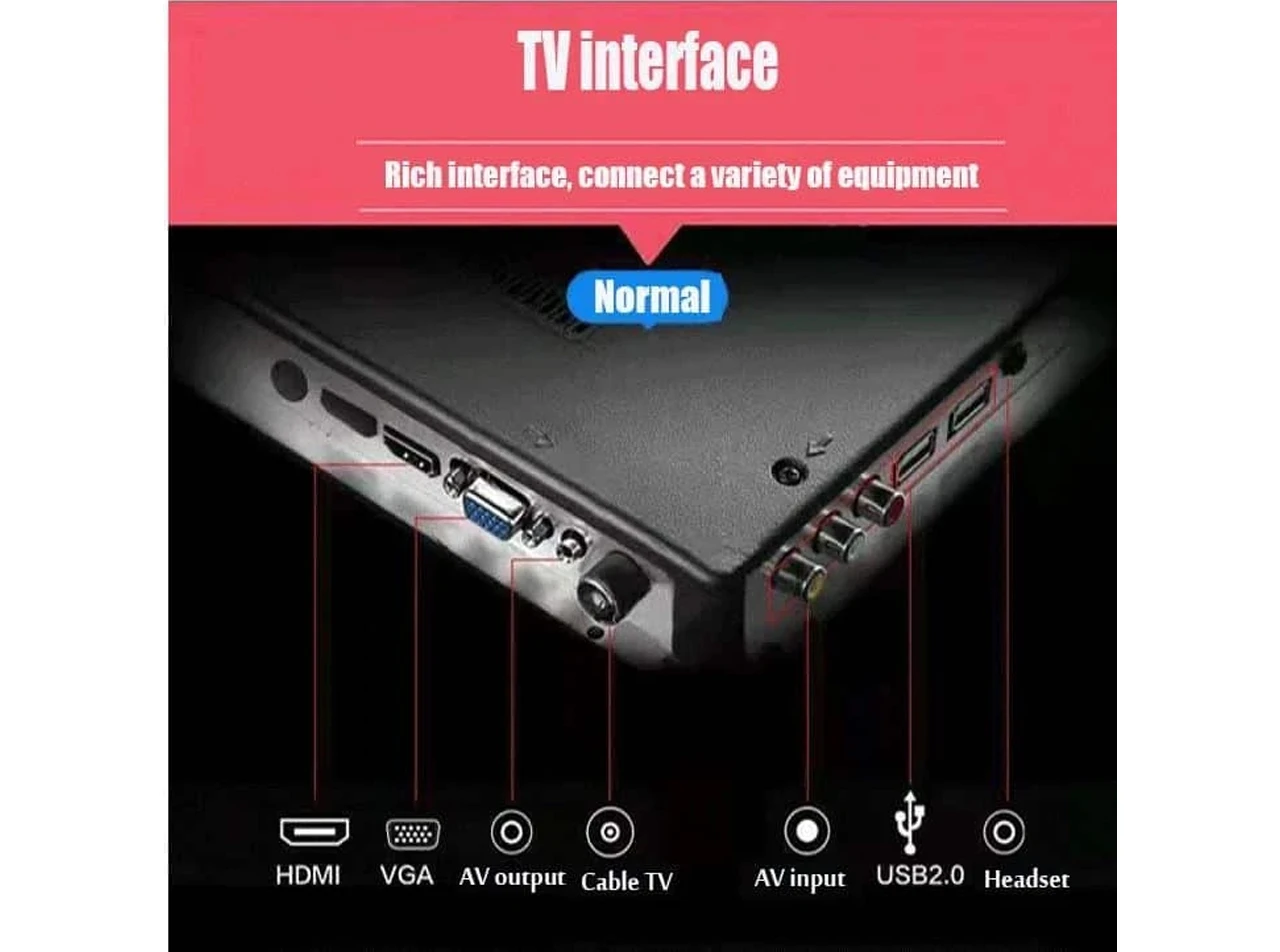 TV interface
Rich interface, connect a variety of equipment
Normal
HDMI
VGA
AV output
Cable TV
AV input
USB2.0
Headset